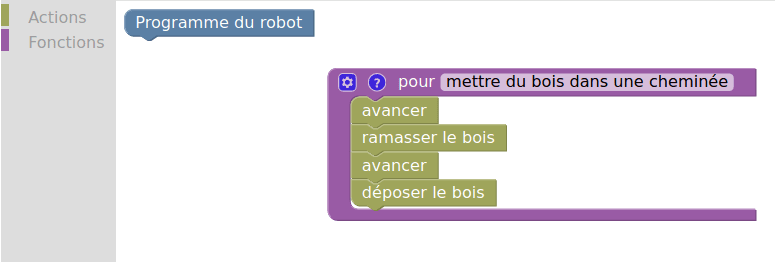 Actions
Fonctions
Programme du robot
? pour mettre du bois dans une cheminée
avancer
ramasser le bois
avancer
déposer le bois